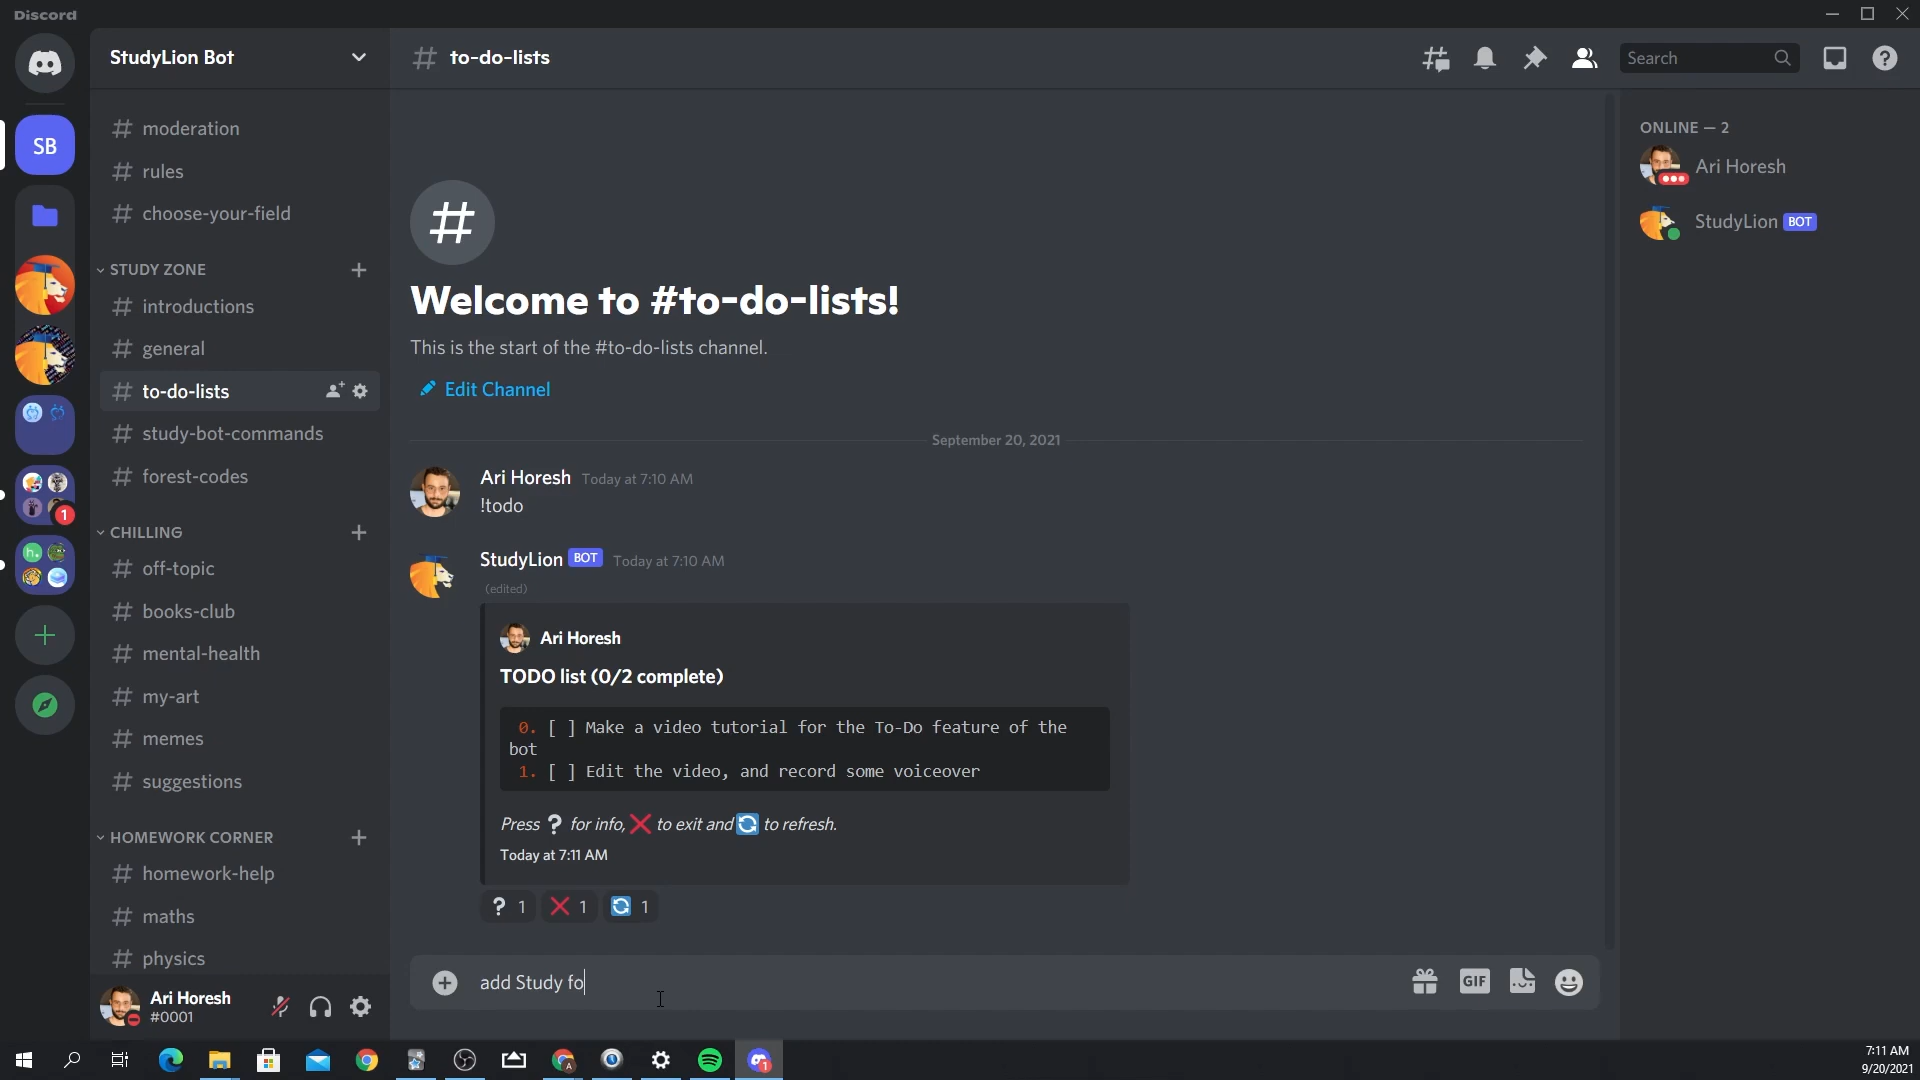 Discord
StudyLion Bot
# to-do-lists
Search
SB
# moderation
# rules
# choose-your-field
STUDY ZONE
# introductions
# general
# to-do-lists
# study-bot-commands
# forest-codes
CHILLING
# off-topic
# books-club
# mental-health
# my-art
# memes
# suggestions
HOMEWORK CORNER
# homework-help
# maths
# physics
1
h.
Ari Horesh
#0001
#
Welcome to #to-do-lists!
This is the start of the #to-do-lists channel.
Edit Channel
September 20, 2021
Ari Horesh Today at 7:10 AM
!todo
StudyLion BOT Today at 7:10 AM
(edited)
Ari Horesh
TODO list (0/2 complete)
0. [ ] Make a video tutorial for the To-Do feature of the
bot
1. [ ] Edit the video, and record some voiceover
Press ? for info, ❌ to exit and 🔄 to refresh.
Today at 7:11 AM
? 1 ❌ 1 🔄 1
add Study fo
GIF
ONLINE — 2
Ari Horesh
StudyLion BOT
A
1
7:11 AM
9/20/2021